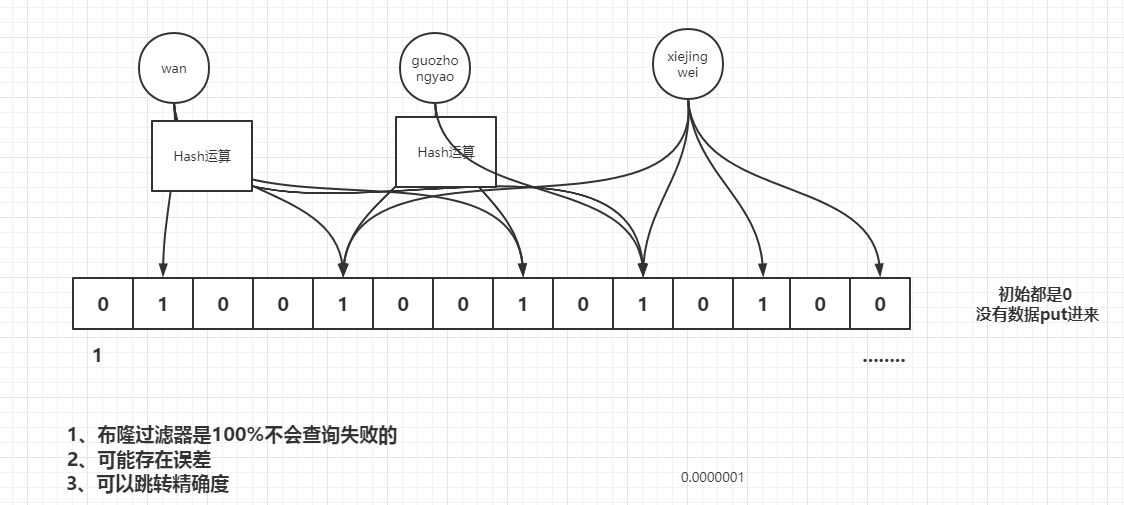 wan
guozho
ngyao
xiejing
wei
Hash运算
Hash运算
0 1 0 0 1 0 0 1 0 1 0 1 0 0
初始都是0
没有数据put进来
1
........
1、布隆过滤器是100%不会查询失败的
2、可能存在误差
3、可以跳转精确度
0.0000001